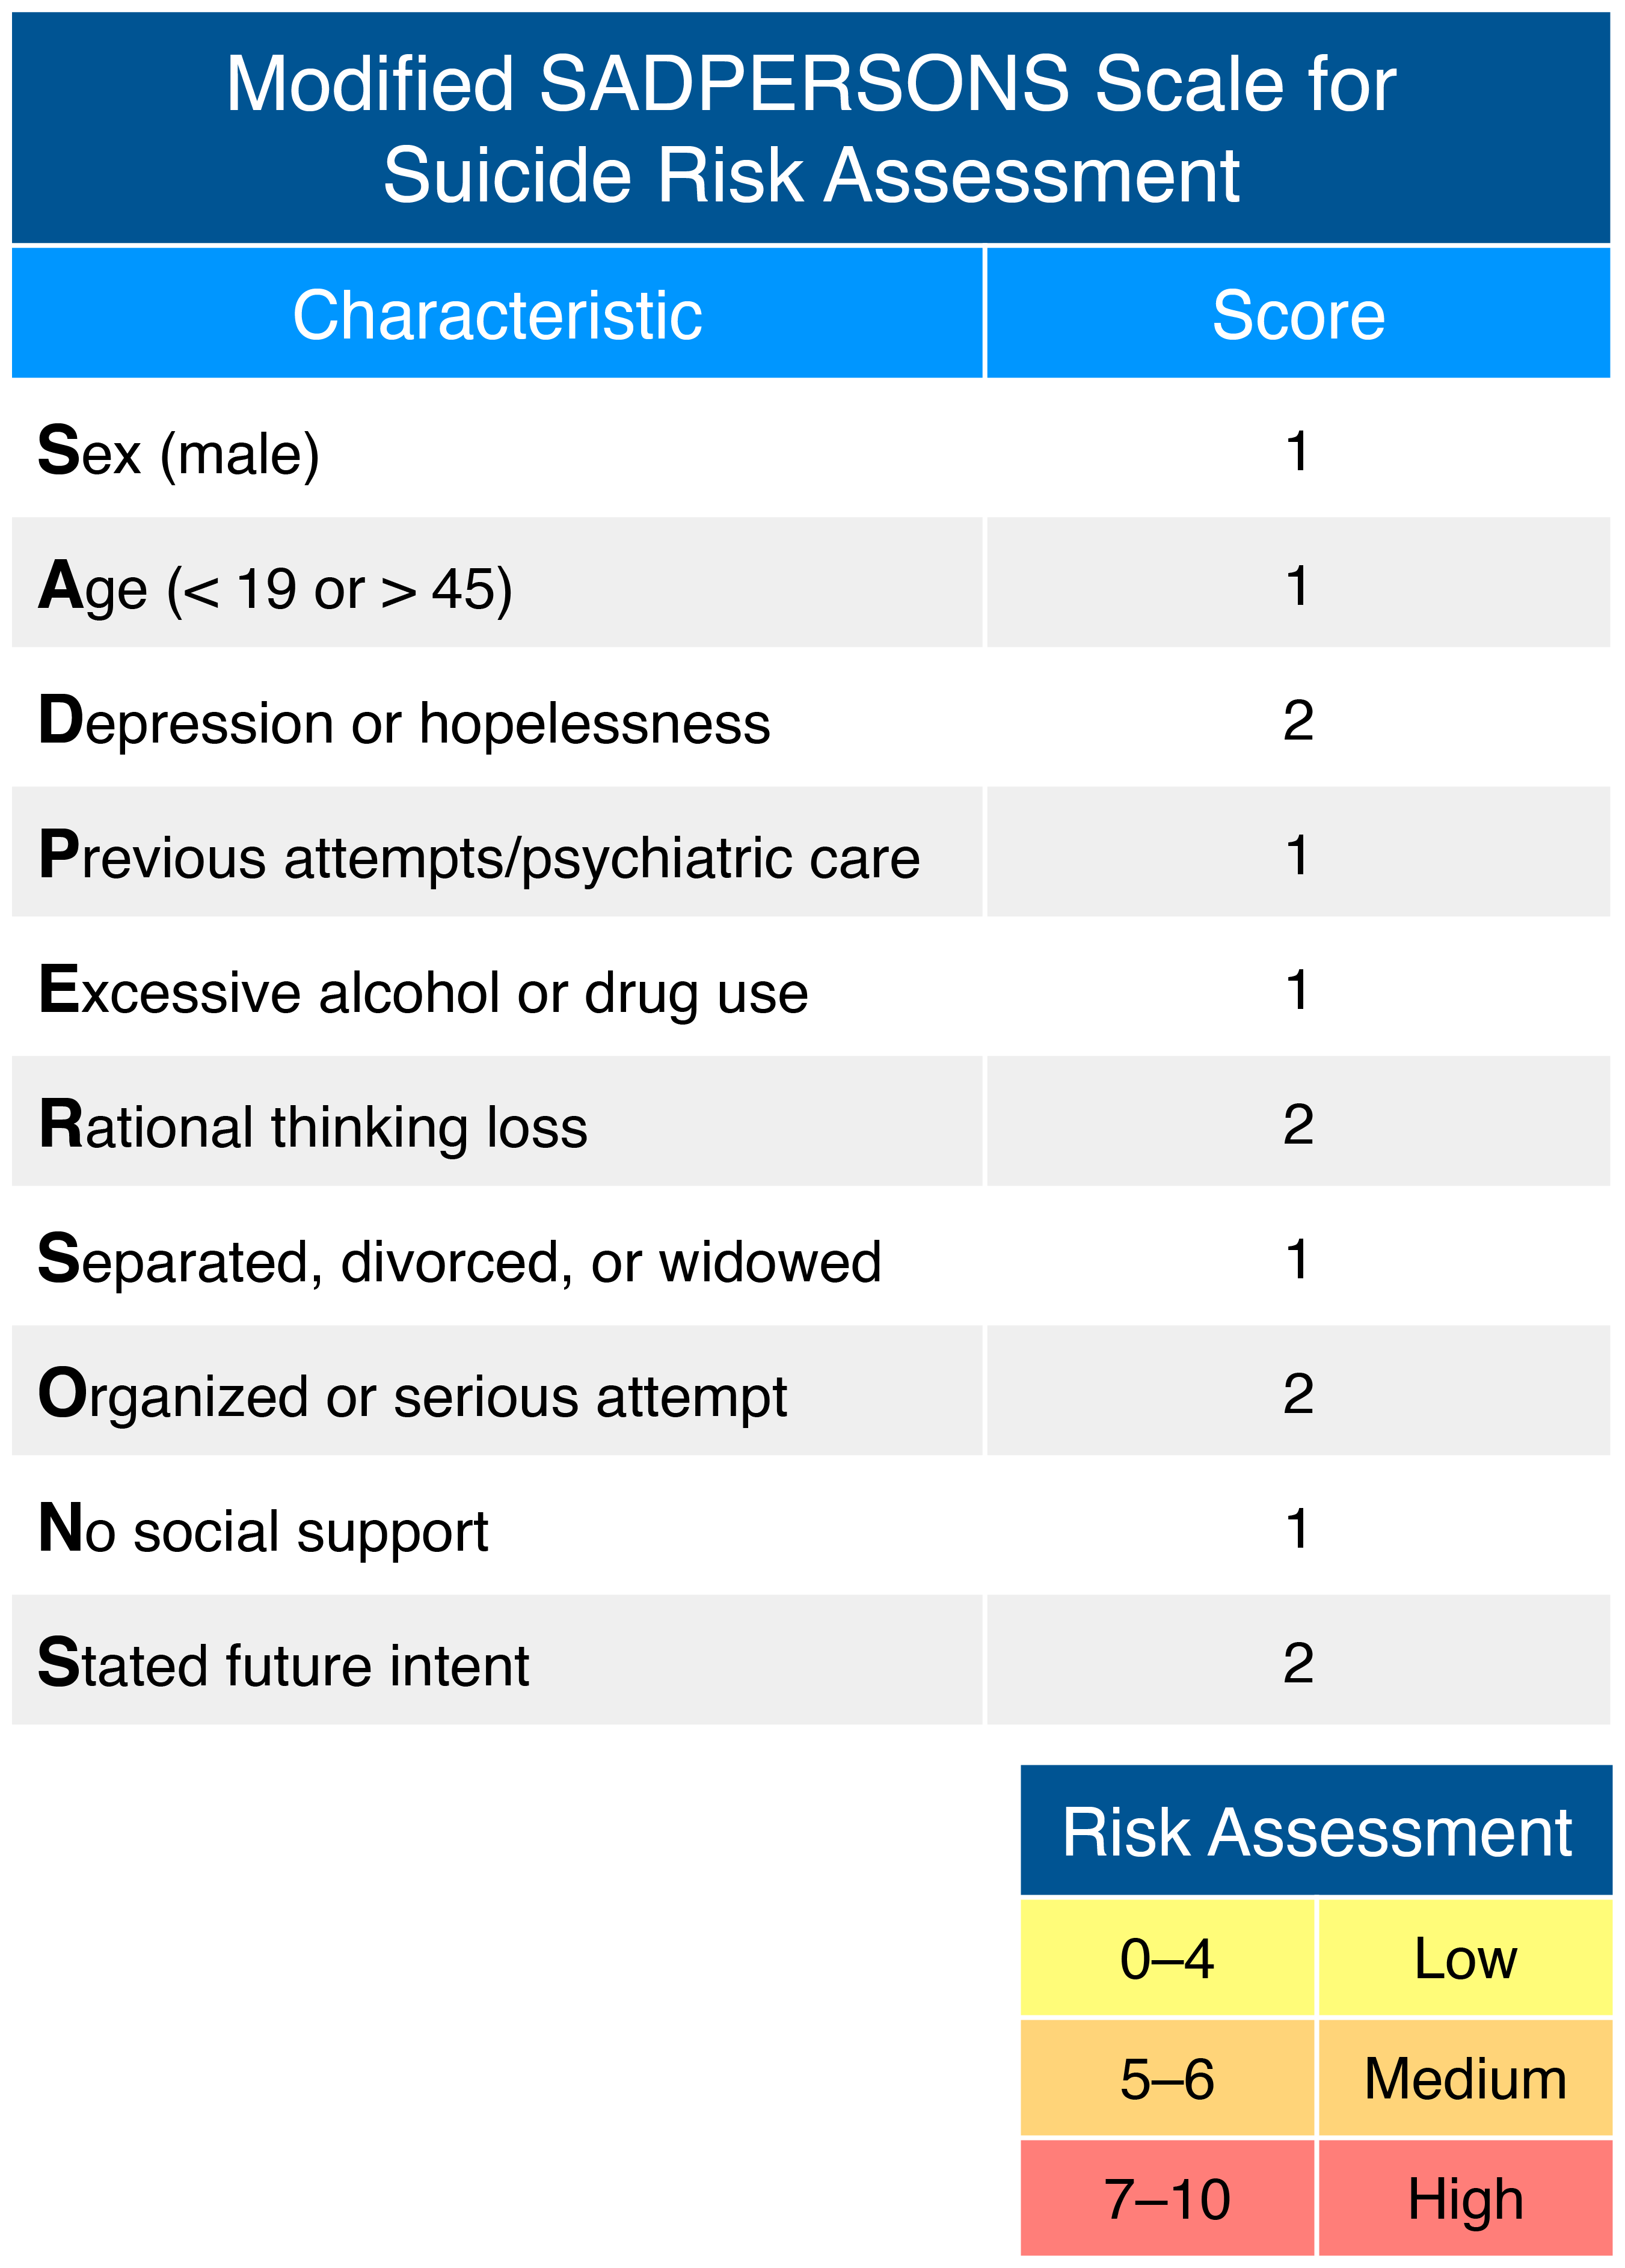 Modified SADPERSONS Scale for
Suicide Risk Assessment
Characteristic Score
Sex (male) 1
Age (< 19 or > 45) 1
Depression or hopelessness 2
Previous attempts/psychiatric care 1
Excessive alcohol or drug use 1
Rational thinking loss 2
Separated, divorced, or widowed 1
Organized or serious attempt 2
No social support 1
Stated future intent 2
Risk Assessment
0–4 Low
5–6 Medium
7–10 High